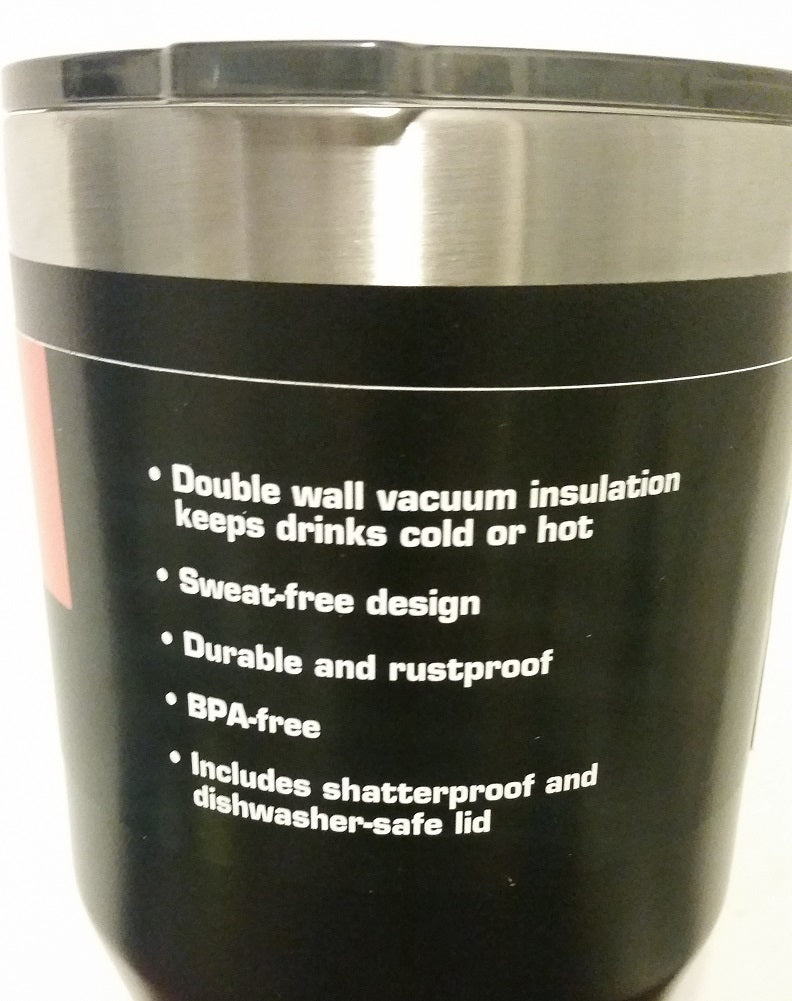 • Double wall vacuum insulation
keeps drinks cold or hot
• Sweat-free design
• Durable and rustproof
• BPA-free
• Includes shatterproof and
dishwasher-safe lid